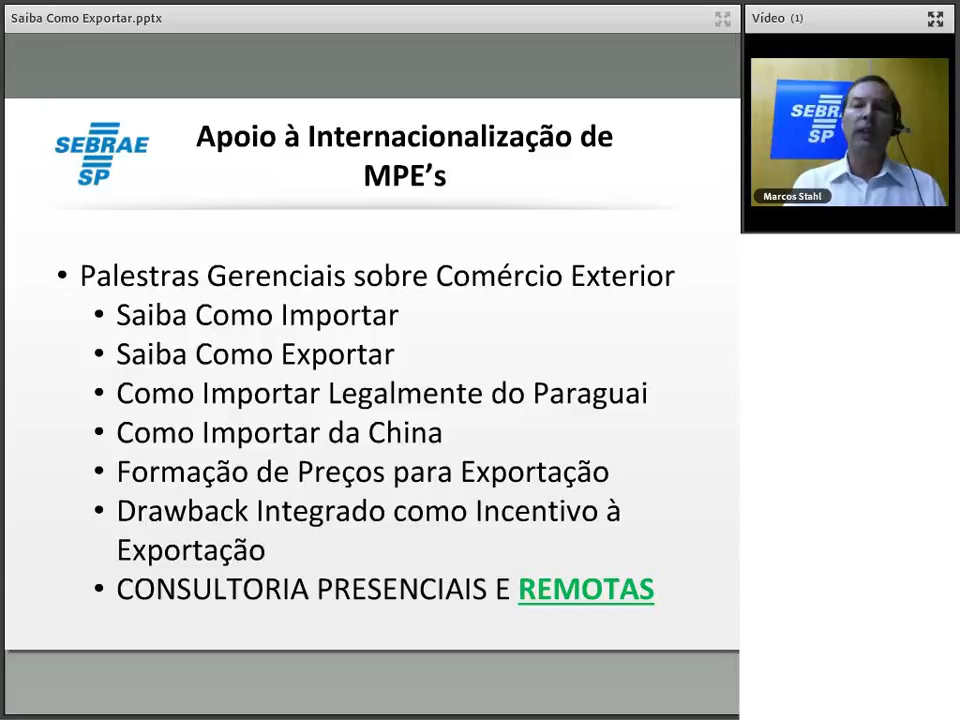 Saiba Como Exportar.pptx
Vídeo (1)
SEBRAE
SP
Apoio à Internacionalização de
MPE’s
SEBRA
SP
Marcos Stahl
• Palestras Gerenciais sobre Comércio Exterior
• Saiba Como Importar
• Saiba Como Exportar
• Como Importar Legalmente do Paraguai
• Como Importar da China
• Formação de Preços para Exportação
• Drawback Integrado como Incentivo à
Exportação
• CONSULTORIA PRESENCIAIS E REMOTAS